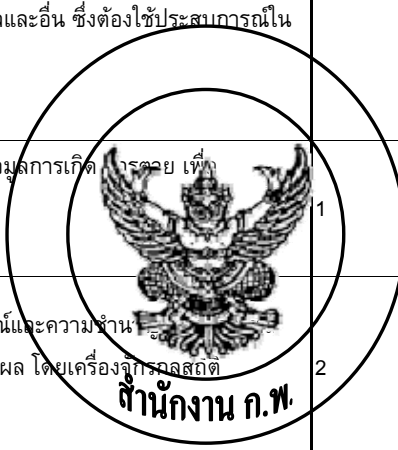 และอื่น ซึ่งต้องใช้ประสบการณ์ใน
มูลการเกิด การตาย เพื่อ
1
ณ์และความชำนา
ผล โดยเครื่องจักรกลสถิติ
2
สำนักงาน ก.พ.